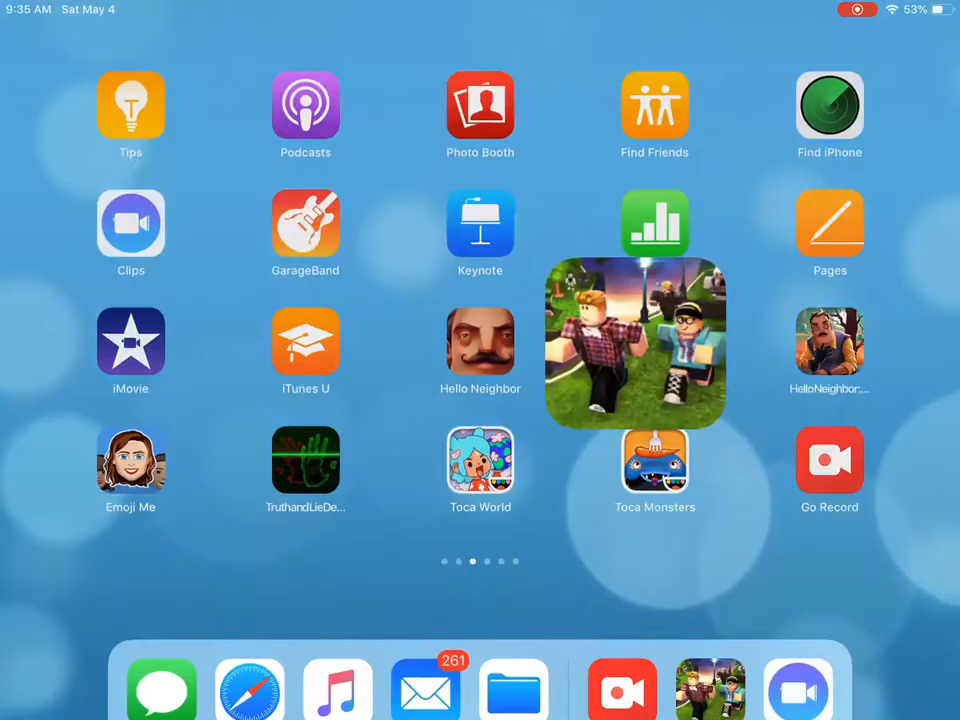 9:35 AM Sat May 4
53%
Tips
Podcasts
Photo Booth
Find Friends
Find iPhone
Clips
GarageBand
Keynote
Pages
iMovie
iTunes U
Hello Neighbor
HelloNeighbor:...
Emoji Me
TruthandLieDe...
Toca World
Toca Monsters
Go Record
261